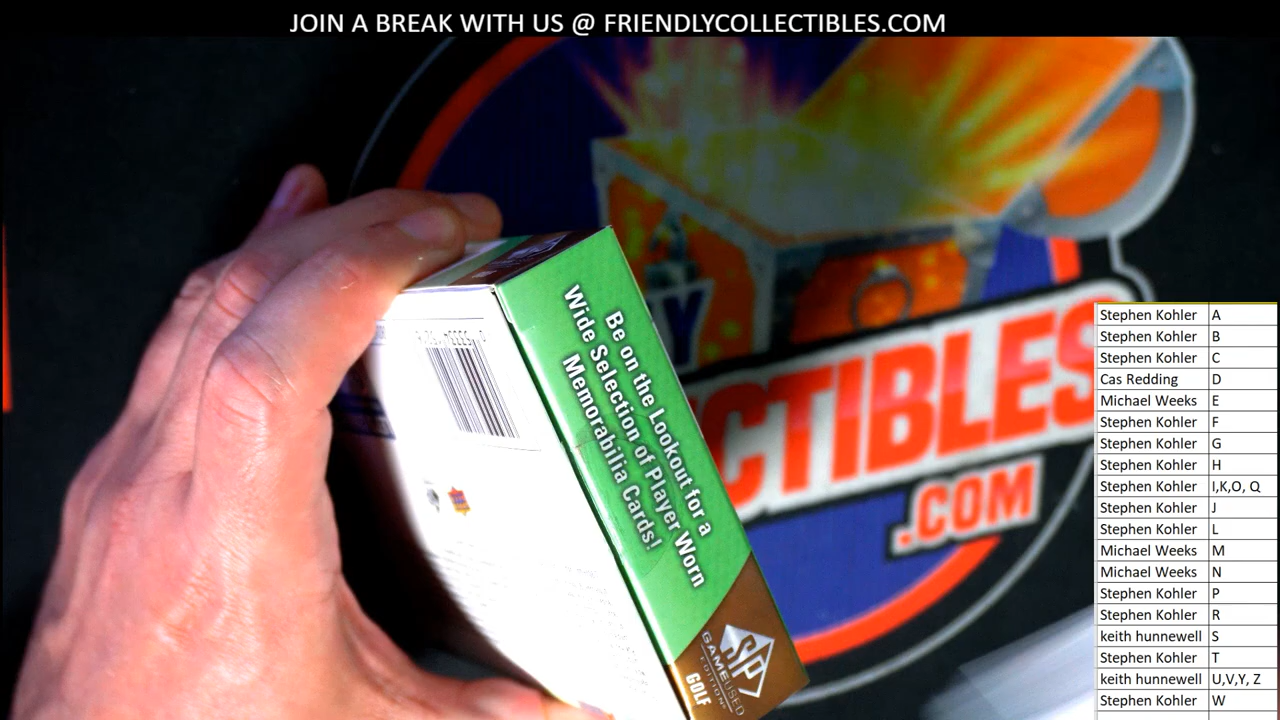 JOIN A BREAK WITH US @ FRIENDLYCOLLECTIBLES.COM
Be on the Lookout for a
Wide Selection of Player Worn
Memorabilia Cards!
SP
GAME USED
EDITION
GOLF
CTIBLES
.COM
Stephen Kohler A
Stephen Kohler B
Stephen Kohler C
Cas Redding D
Michael Weeks E
Stephen Kohler F
Stephen Kohler G
Stephen Kohler H
Stephen Kohler I,K,O, Q
Stephen Kohler J
Stephen Kohler L
Michael Weeks M
Michael Weeks N
Stephen Kohler P
Stephen Kohler R
keith hunnewell S
Stephen Kohler T
keith hunnewell U,V,Y, Z
Stephen Kohler W